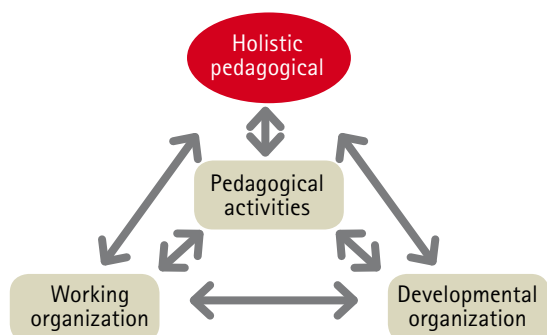 Holistic
pedagogical
Pedagogical
activities
Working
organization
Developmental
organization